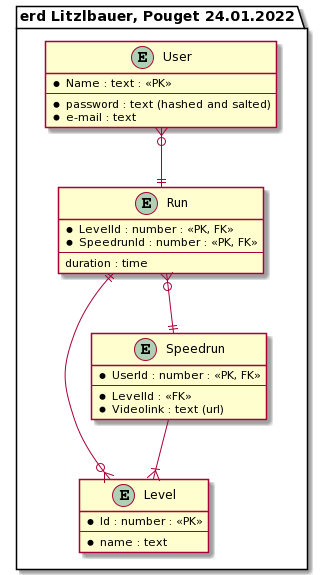 erd Litzlbauer, Pouget 24.01.2022
E User
Name : text : «PK»
password : text (hashed and salted)
e-mail : text
E Run
LevelId : number : «PK, FK»
SpeedrunId : number : «PK, FK»
duration : time
E Speedrun
UserId : number : «PK, FK»
LevelId : «FK»
Videolink : text (url)
E Level
Id : number : «PK»
name : text